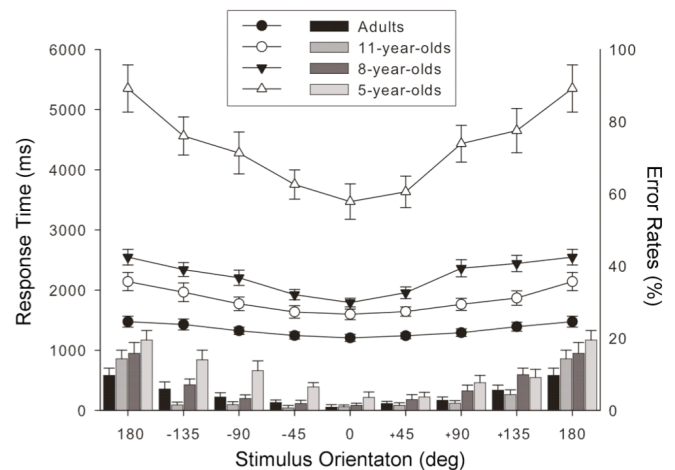 Adults
11-year-olds
8-year-olds
5-year-olds
6000
5000
4000
3000
2000
1000
0
Response Time (ms)
100
80
60
40
20
0
Error Rates (%)
180 -135 -90 -45 0 +45 +90 +135 180
Stimulus Orientaton (deg)